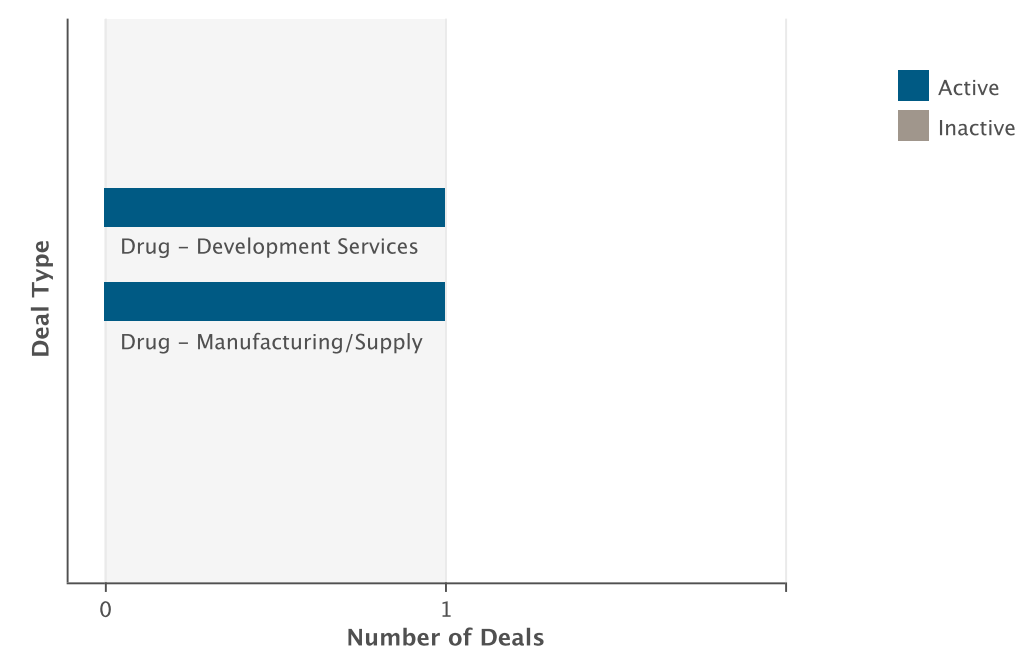 Active
Inactive
Deal Type
Drug – Development Services
Drug – Manufacturing/Supply
0
1
Number of Deals